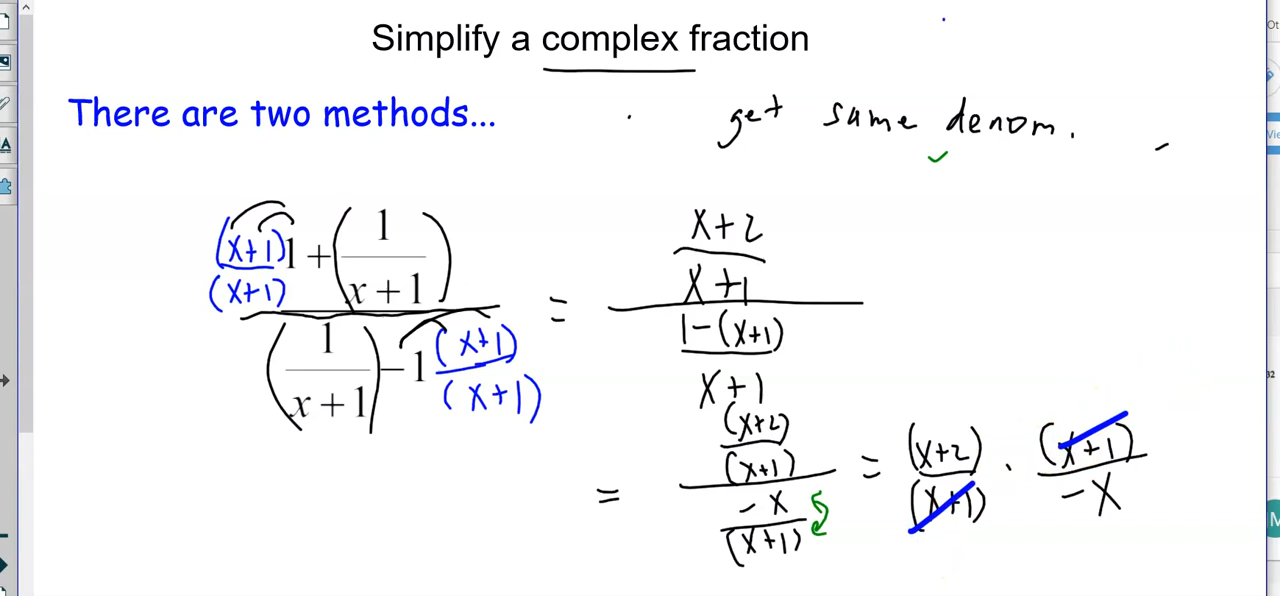 Simplify a complex fraction
There are two methods...
get same denom.
(x+1)/(x+1) 1 + (1/(x+1))
(1/(x+1)) − 1 (x+1)/(x+1)
=
x+2
x+1
1-(x+1)
x+1
=
(x+2)
(x+1)
-x
(x+1)
= (x+2)/(x+1) · (x+1)/-x